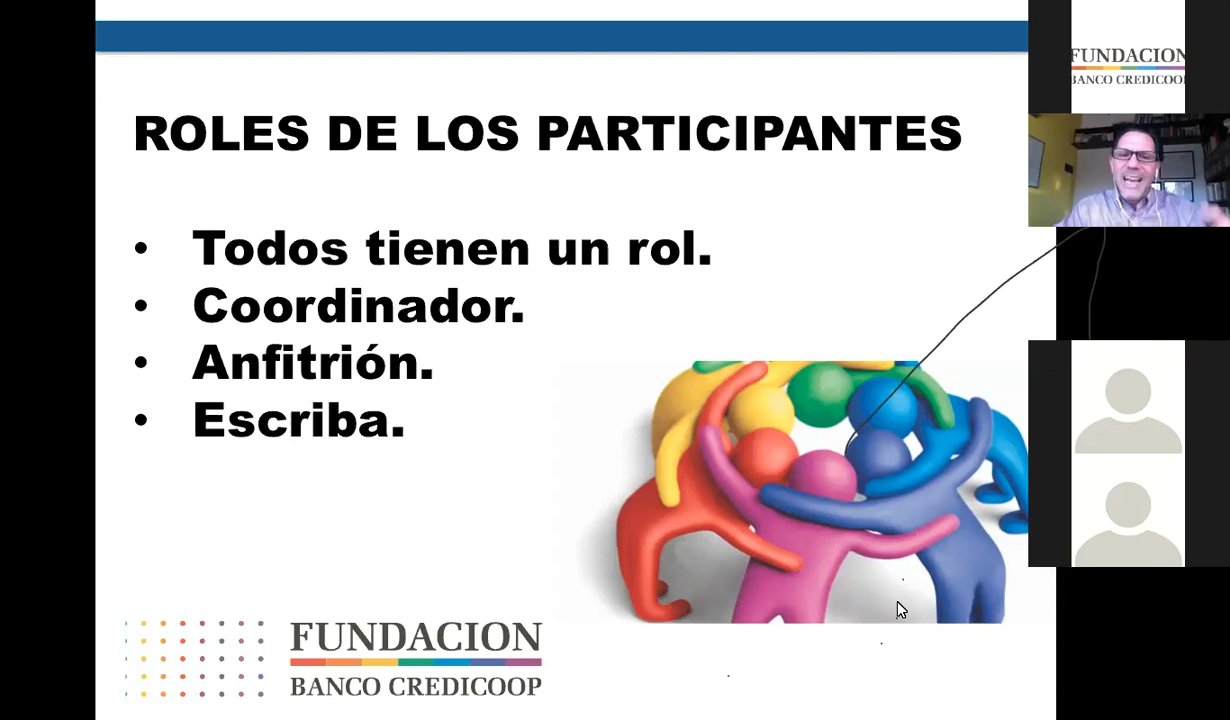 ROLES DE LOS PARTICIPANTES
• Todos tienen un rol.
• Coordinador.
• Anfitrión.
• Escriba.
FUNDACION
BANCO CREDICOOP
FUNDACION
BANCO CREDICOOP